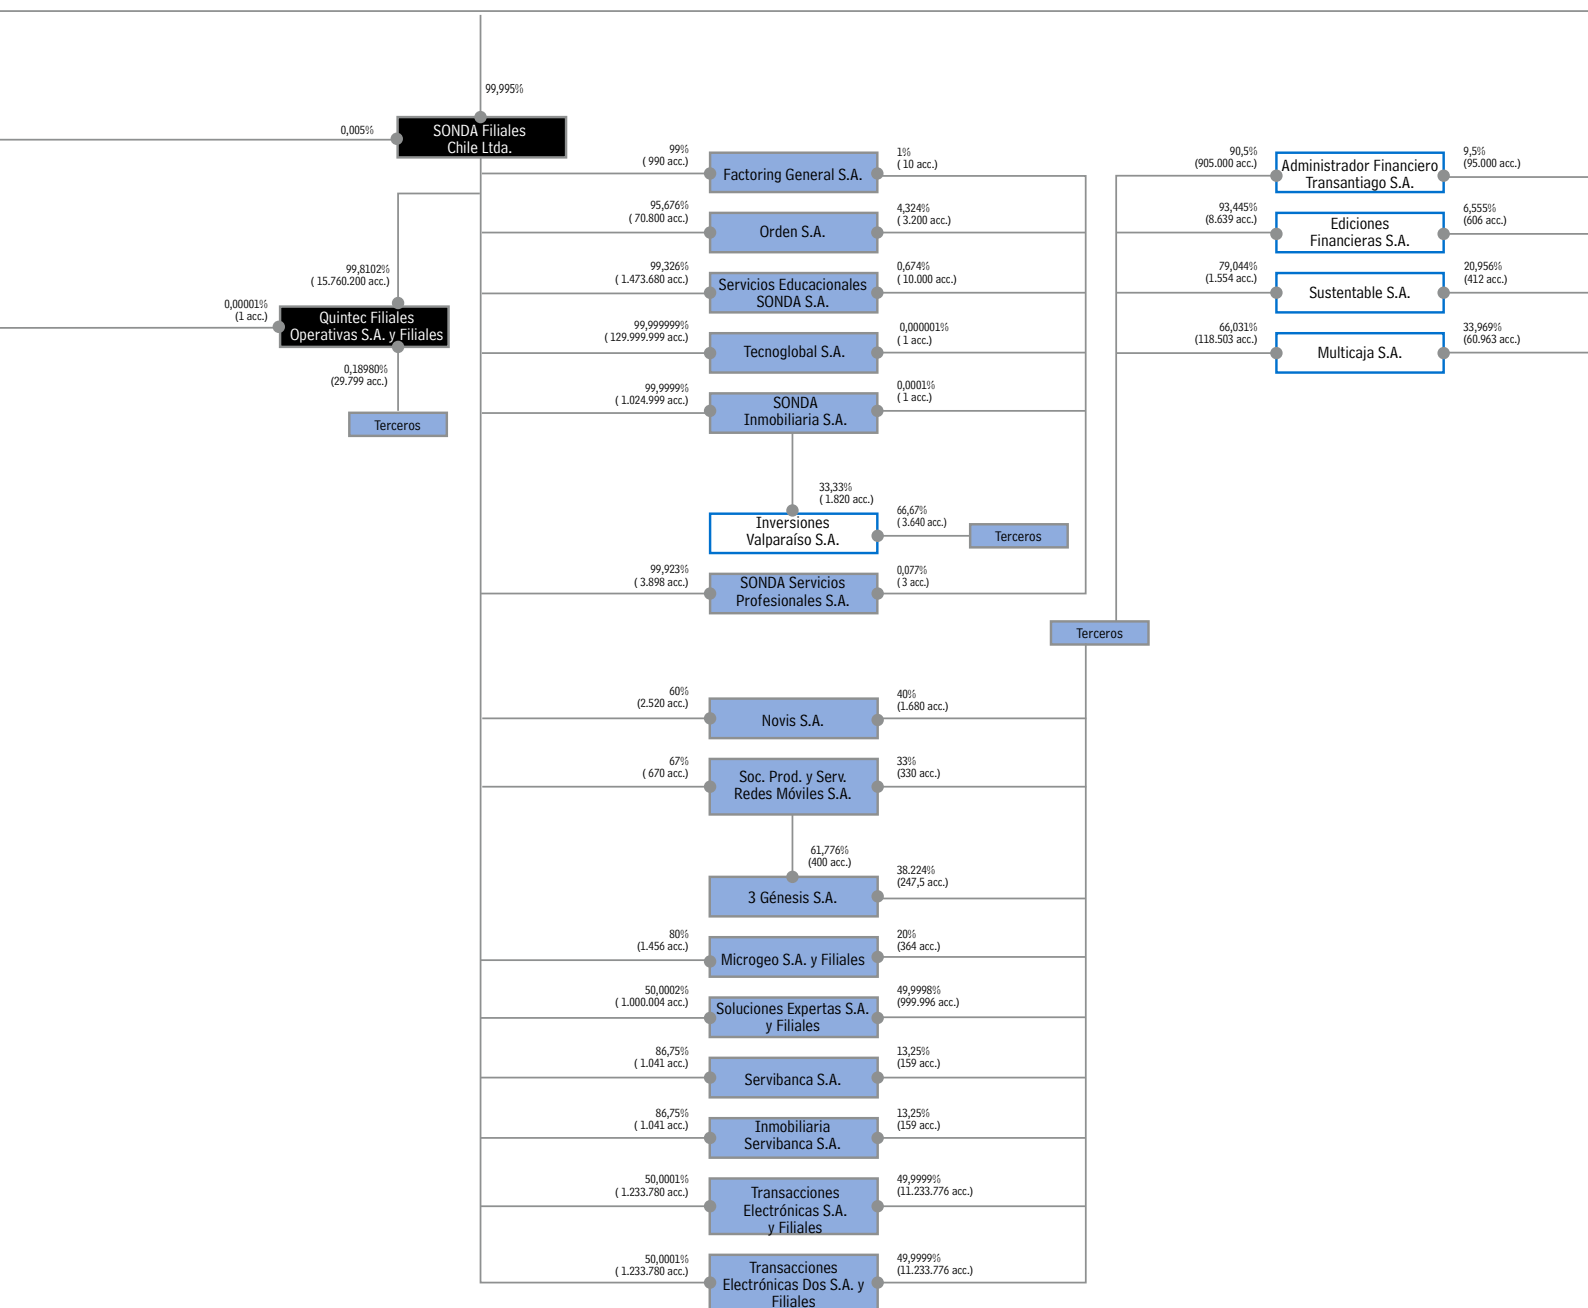 99,995%
0,005%
SONDA Filiales
Chile Ltda.
99,8102%
( 15.760.200 acc.)
0,00001%
(1 acc.)
Quintec Filiales
Operativas S.A. y Filiales
0,18980%
(29.799 acc.)
Terceros
99%
( 990 acc.)
Factoring General S.A.
1%
( 10 acc.)
95,676%
( 70.800 acc.)
Orden S.A.
4,324%
( 3.200 acc.)
99,326%
( 1.473.680 acc.)
Servicios Educacionales
SONDA S.A.
0,674%
( 10.000 acc.)
99,999999%
( 129.999.999 acc.)
Tecnoglobal S.A.
0,000001%
( 1 acc.)
99,9999%
( 1.024.999 acc.)
SONDA
Inmobiliaria S.A.
0,0001%
( 1 acc.)
33,33%
( 1.820 acc.)
Inversiones
Valparaíso S.A.
66,67%
( 3.640 acc.)
Terceros
99,923%
( 3.898 acc.)
SONDA Servicios
Profesionales S.A.
0,077%
( 3 acc.)
90,5%
(905.000 acc.)
Administrador Financiero
Transantiago S.A.
9,5%
(95.000 acc.)
93,445%
(8.639 acc.)
Ediciones
Financieras S.A.
6,555%
(606 acc.)
79,044%
(1.554 acc.)
Sustentable S.A.
20,956%
(412 acc.)
66,031%
(118.503 acc.)
Multicaja S.A.
33,969%
(60.963 acc.)
Terceros
60%
(2.520 acc.)
Novis S.A.
40%
(1.680 acc.)
67%
( 670 acc.)
Soc. Prod. y Serv.
Redes Móviles S.A.
33%
(330 acc.)
61,776%
(400 acc.)
3 Génesis S.A.
38.224%
(247,5 acc.)
80%
(1.456 acc.)
Microgeo S.A. y Filiales
20%
(364 acc.)
50,0002%
( 1.000.004 acc.)
Soluciones Expertas S.A.
y Filiales
49,9998%
(999.996 acc.)
86,75%
( 1.041 acc.)
Servibanca S.A.
13,25%
(159 acc.)
86,75%
( 1.041 acc.)
Inmobiliaria
Servibanca S.A.
13,25%
(159 acc.)
50,0001%
( 1.233.780 acc.)
Transacciones
Electrónicas S.A.
y Filiales
49,9999%
(11.233.776 acc.)
50,0001%
( 1.233.780 acc.)
Transacciones
Electrónicas Dos S.A. y
Filiales
49,9999%
(11.233.776 acc.)